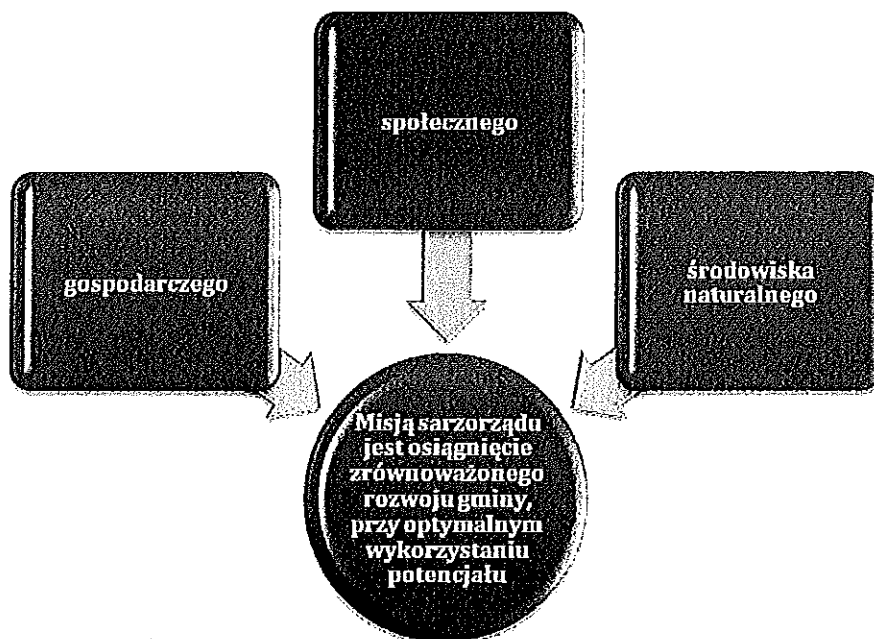 społecznego
gospodarczego
środowiska
naturalnego
Misją sarzorządu
jest osiągnięcie
zrównoważonego
rozwoju gminy,
przy optymalnym
wykorzystaniu
potencjału